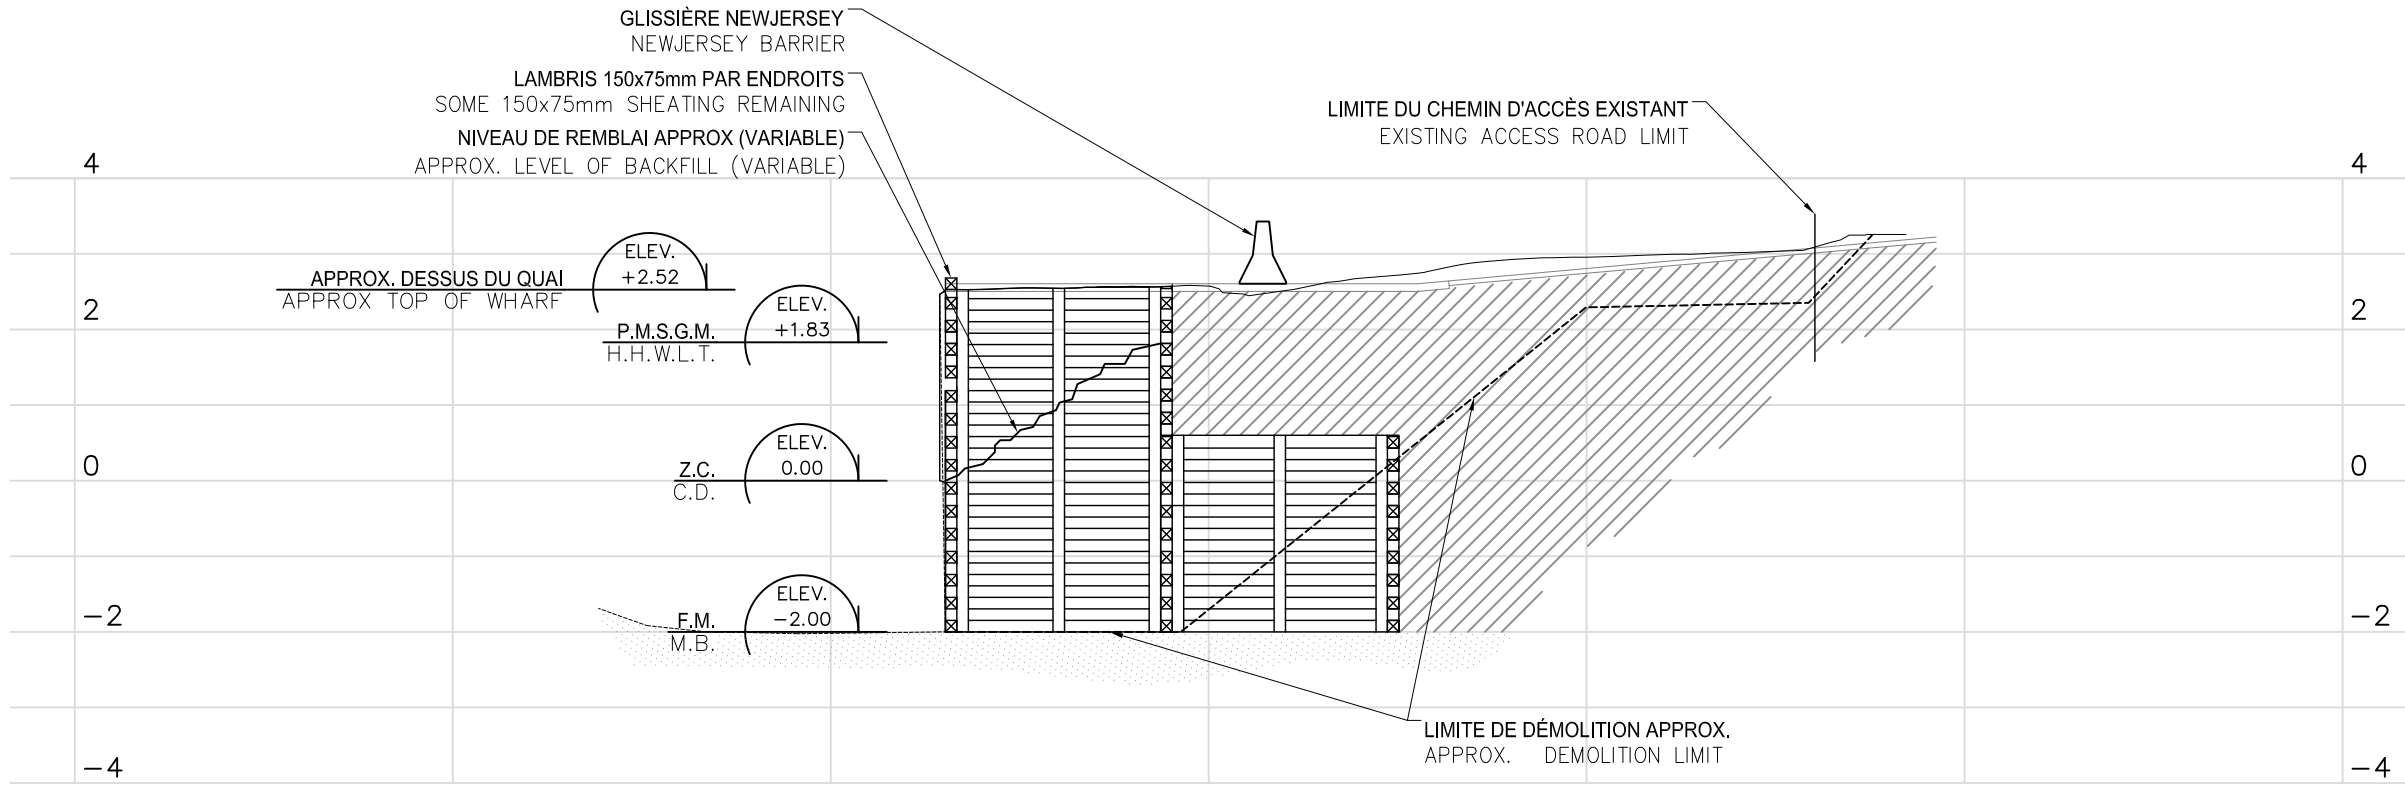 GLISSIÈRE NEWJERSEY
NEWJERSEY BARRIER
LAMBRIS 150x75mm PAR ENDROITS
SOME 150x75mm SHEATING REMAINING
NIVEAU DE REMBLAI APPROX (VARIABLE)
APPROX. LEVEL OF BACKFILL (VARIABLE)
LIMITE DU CHEMIN D'ACCÈS EXISTANT
EXISTING ACCESS ROAD LIMIT
4
4
ELEV.
+2.52
APPROX. DESSUS DU QUAI
APPROX TOP OF WHARF
2
2
ELEV.
+1.83
P.M.S.G.M.
H.H.W.L.T.
0
0
ELEV.
0.00
Z.C.
C.D.
-2
-2
ELEV.
-2.00
F.M.
M.B.
LIMITE DE DÉMOLITION APPROX.
APPROX. DEMOLITION LIMIT
-4
-4